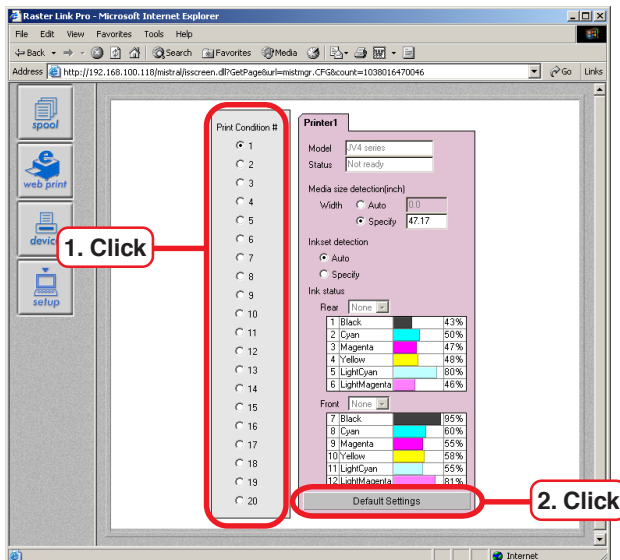 Raster Link Pro - Microsoft Internet Explorer
File Edit View Favorites Tools Help
Back Search Favorites Media
Address http://192.168.100.118/mistral/isscreen.dll?GetPage&url=mistmgr.CFG&count=1038016470046 Go Links
spool
web print
device
setup
1. Click
Print Condition #
1
2
3
4
5
6
7
8
9
10
11
12
13
14
15
16
17
18
19
20
Printer1
Model JV4 series
Status Not ready
Media size detection(inch)
Width Auto 0.0
Specify 47.17
Inkset detection
Auto
Specify
Ink status
Rear None
1 Black 43%
2 Cyan 50%
3 Magenta 47%
4 Yellow 48%
5 LightCyan 80%
6 LightMagenta 46%
Front None
7 Black 95%
8 Cyan 60%
9 Magenta 55%
10 Yellow 58%
11 LightCyan 55%
12 LightMagenta 81%
Default Settings
2. Click
Internet